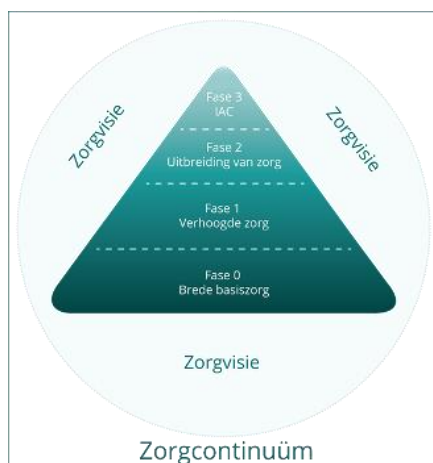 Zorgvisie
Zorgvisie
Fase 3
IAC
Fase 2
Uitbreiding van zorg
Fase 1
Verhoogde zorg
Fase 0
Brede basiszorg
Zorgvisie
Zorgcontinuüm